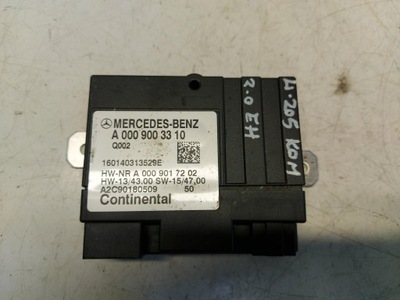 MERCEDES-BENZ
A 000 900 33 10
Q002
160140313529E
HW-NR A 000 901 72 02
HW-13/43.00 SW-15/47,00
A2C90180509 50
Continental
W-205 KOM
2.0 EH